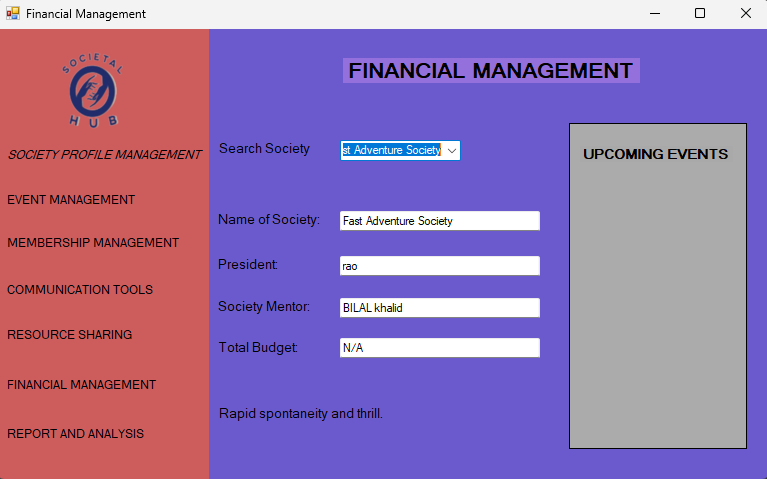 Financial Management
SOCIETAL
HUB
SOCIETY PROFILE MANAGEMENT
EVENT MANAGEMENT
MEMBERSHIP MANAGEMENT
COMMUNICATION TOOLS
RESOURCE SHARING
FINANCIAL MANAGEMENT
REPORT AND ANALYSIS
FINANCIAL MANAGEMENT
Search Society st Adventure Society
Name of Society: Fast Adventure Society
President: rao
Society Mentor: BILAL khalid
Total Budget: N/A
Rapid spontaneity and thrill.
UPCOMING EVENTS